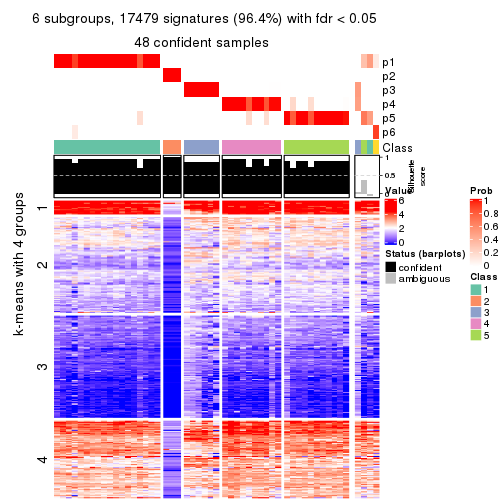 6 subgroups, 17479 signatures (96.4%) with fdr < 0.05
48 confident samples
p1
p2
p3
p4
p5
p6
Class
1
0.5
0
Silhouette
score
k-means with 4 groups
1
2
3
4
Value
6
4
2
0
Status (barplots)
confident
ambiguous
Prob
1
0.8
0.6
0.4
0.2
0
Class
1
2
3
4
5